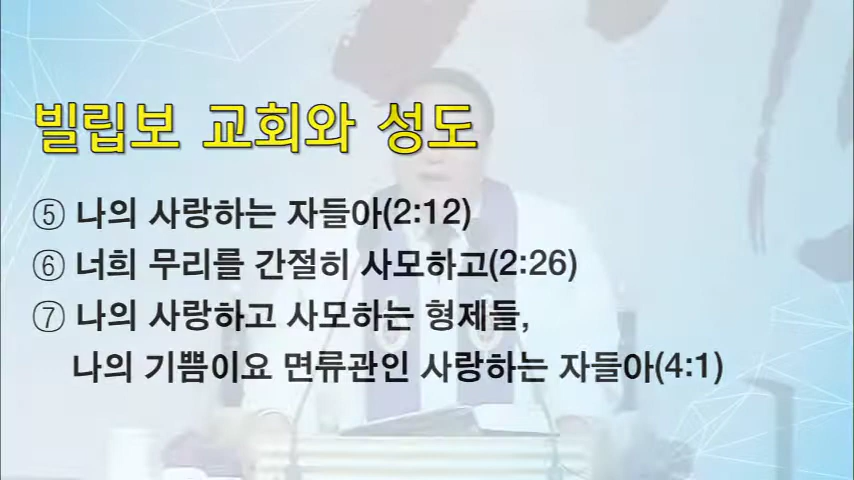 빌립보 교회와 성도
⑤ 나의 사랑하는 자들아(2:12)
⑥ 너희 무리를 간절히 사모하고(2:26)
⑦ 나의 사랑하고 사모하는 형제들,
나의 기쁨이요 면류관인 사랑하는 자들아(4:1)